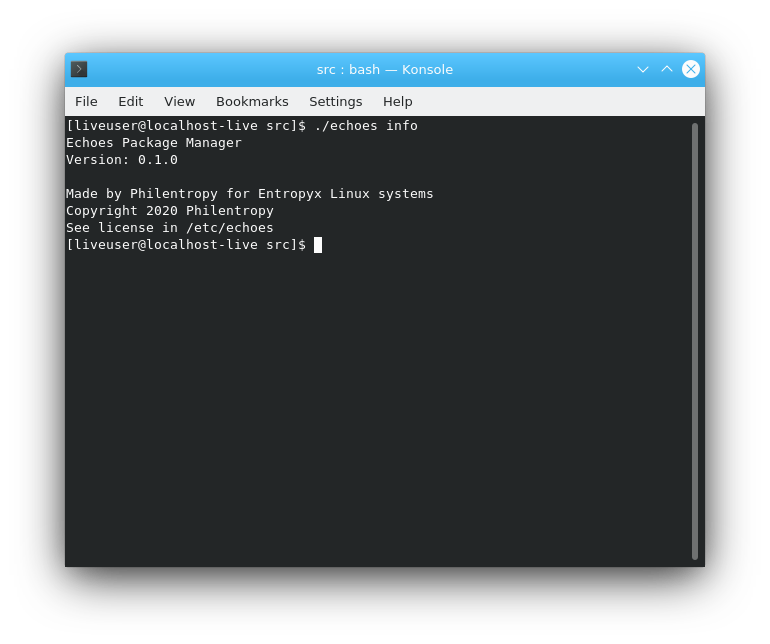 src : bash — Konsole
File Edit View Bookmarks Settings Help
[liveuser@localhost-live src]$ ./echoes info
Echoes Package Manager
Version: 0.1.0
Made by Philentropy for Entropyx Linux systems
Copyright 2020 Philentropy
See license in /etc/echoes
[liveuser@localhost-live src]$